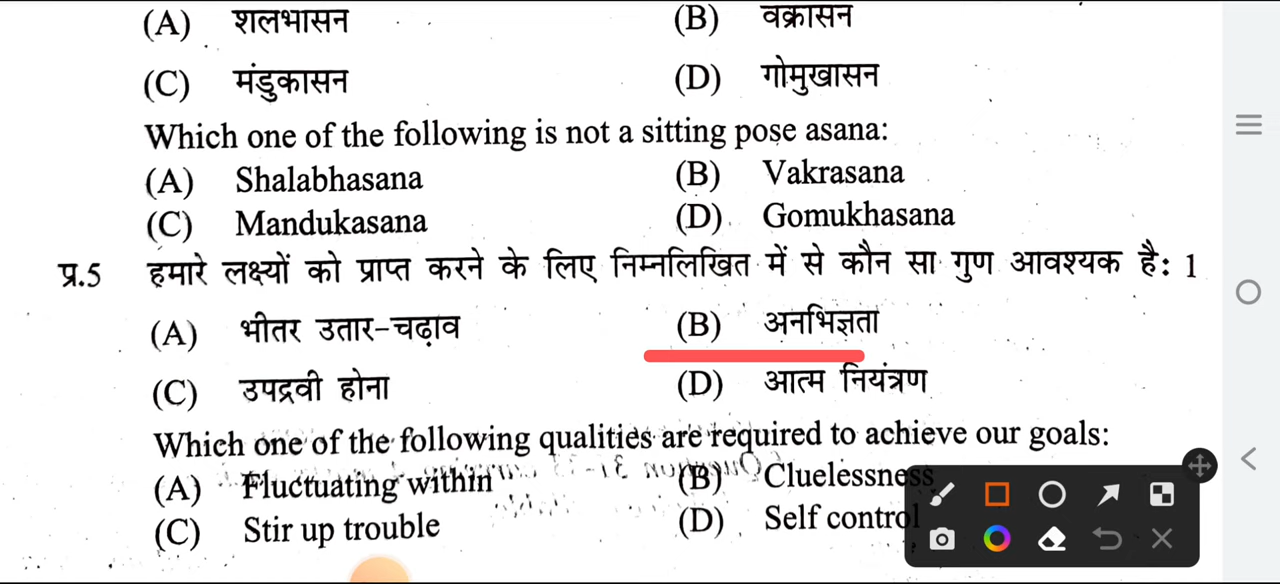 (A) शलभासन (B) वक्रासन
(C) मंडुकासन (D) गोमुखासन
Which one of the following is not a sitting pose asana:
(A) Shalabhasana (B) Vakrasana
(C) Mandukasana (D) Gomukhasana
प्र.5 हमारे लक्ष्यों को प्राप्त करने के लिए निम्नलिखित में से कौन सा गुण आवश्यक है: 1
(A) भीतर उतार-चढ़ाव (B) अनभिज्ञता
(C) उपद्रवी होना (D) आत्म नियंत्रण
Which one of the following qualities are required to achieve our goals:
(A) Fluctuating within (B) Cluelessness
(C) Stir up trouble (D) Self control